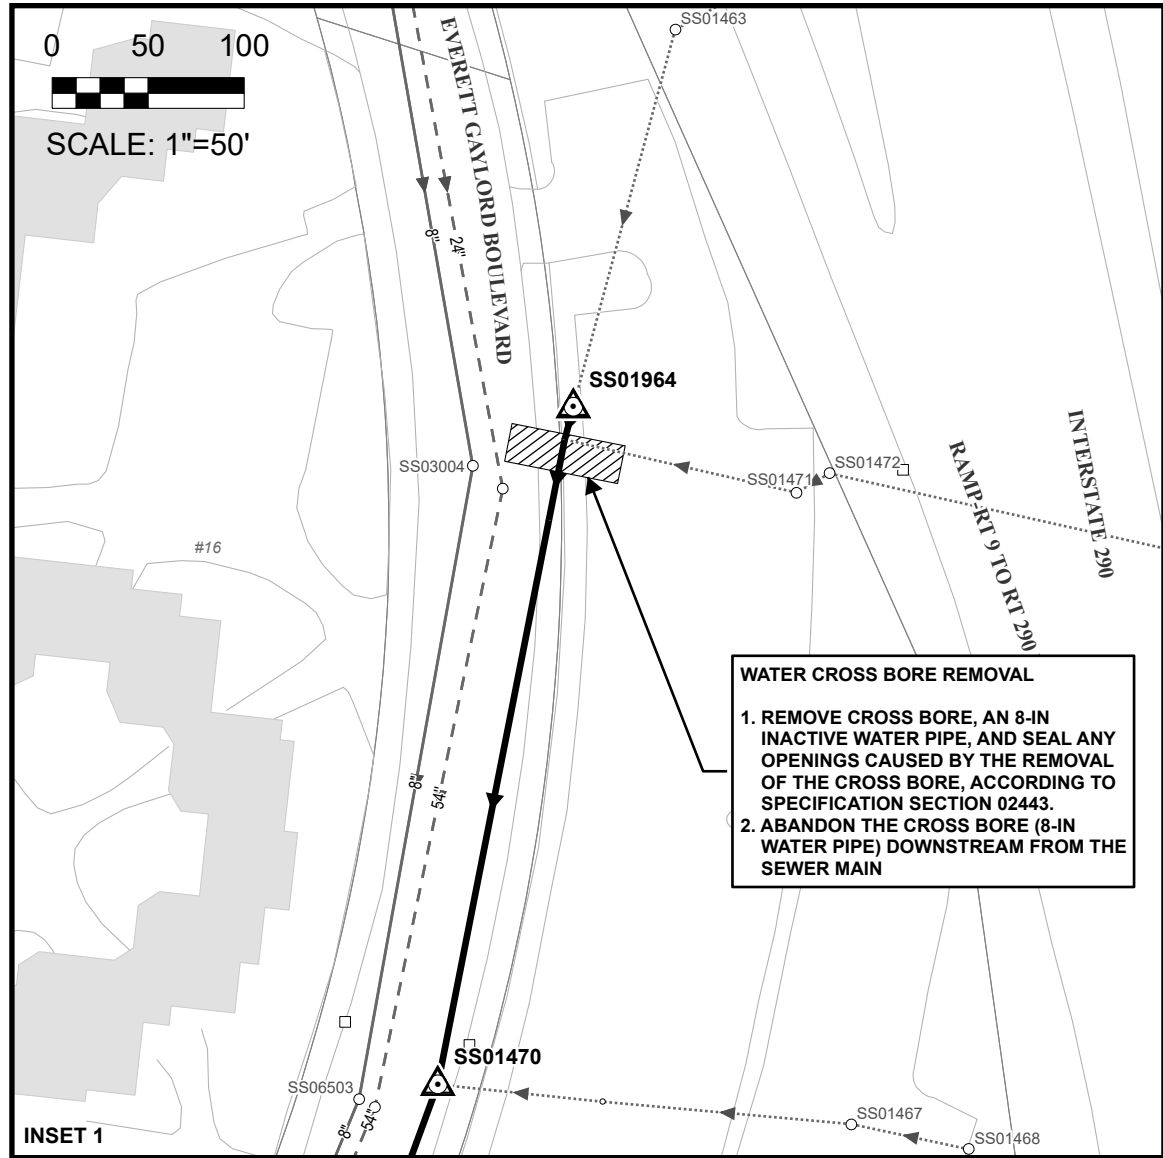 0 50 100
SCALE: 1"=50'
SS01463
EVERETT GAYLORD BOULEVARD
8"
24"
SS01964
SS03004
SS01471
SS01472
RAMP-RT 9 TO RT 290
INTERSTATE 290
#16
WATER CROSS BORE REMOVAL
1. REMOVE CROSS BORE, AN 8-IN
INACTIVE WATER PIPE, AND SEAL ANY
OPENINGS CAUSED BY THE REMOVAL
OF THE CROSS BORE, ACCORDING TO
SPECIFICATION SECTION 02443.
2. ABANDON THE CROSS BORE (8-IN
WATER PIPE) DOWNSTREAM FROM THE
SEWER MAIN
8"
54"
SS01470
SS06503
8"
54"
SS01467
SS01468
INSET 1